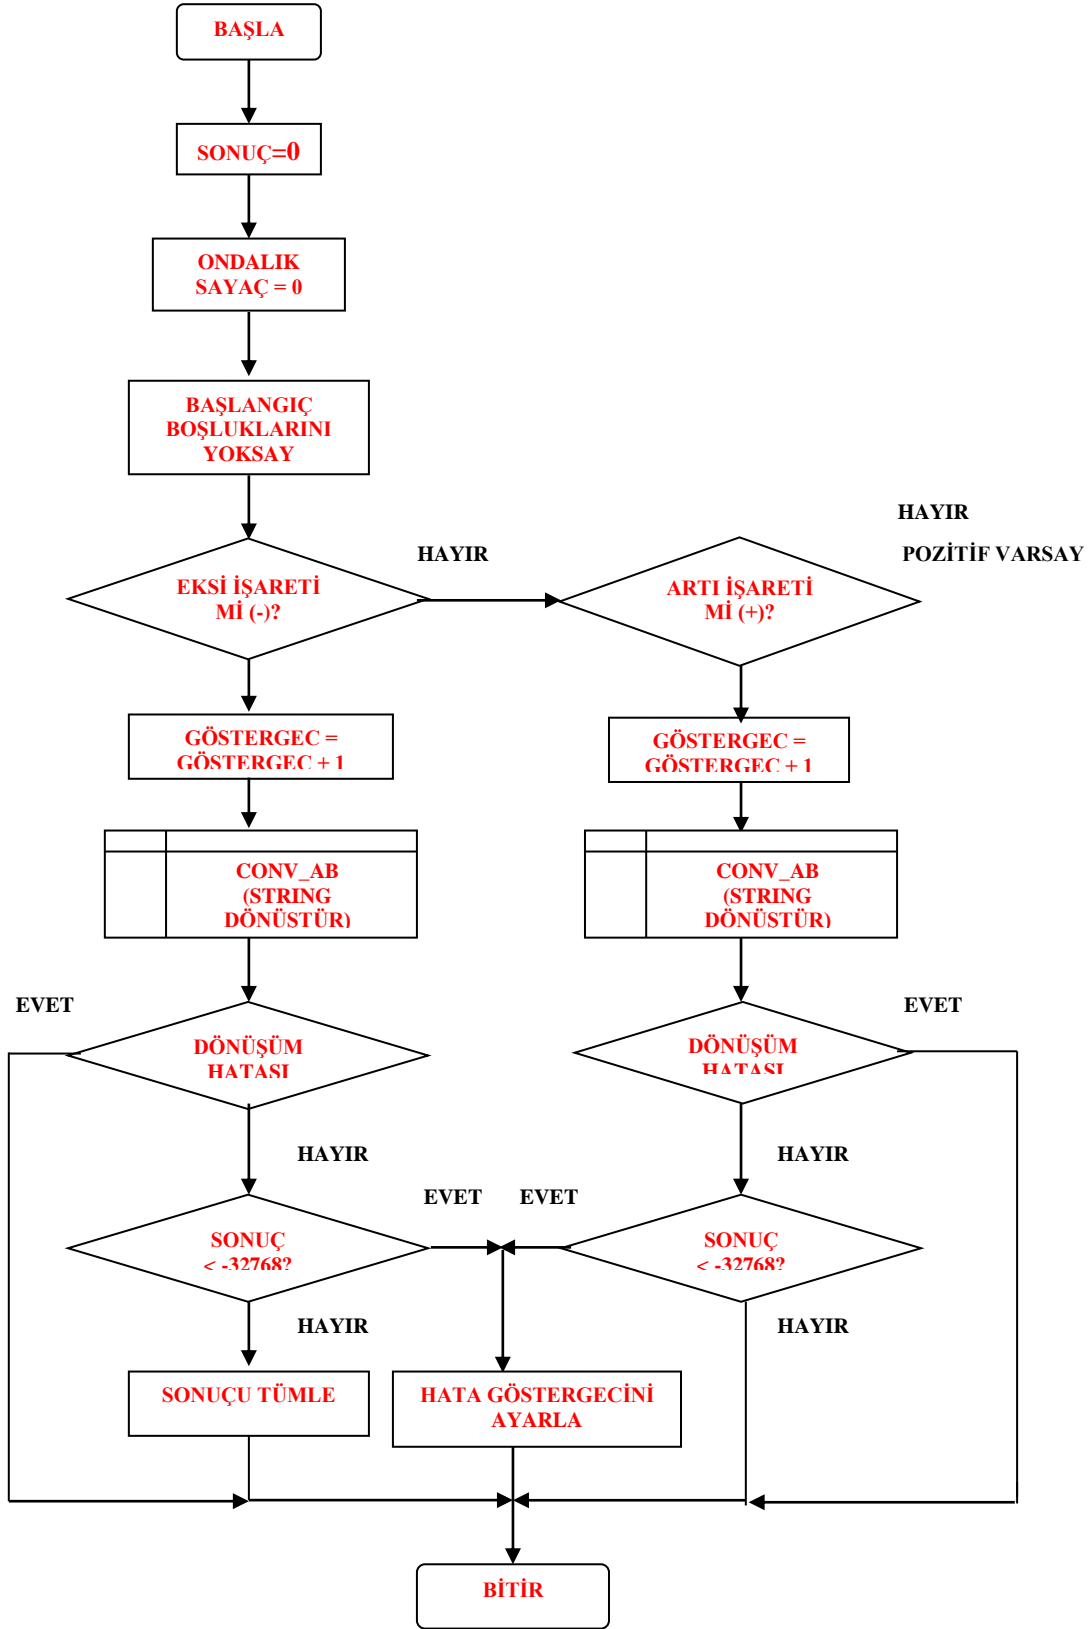 BAŞLA
SONUÇ=0
ONDALIK
SAYAÇ = 0
BAŞLANGIÇ
BOŞLUKLARINI
YOKSAY
HAYIR
HAYIR
POZİTİF VARSAY
EKSİ İŞARETİ
Mİ (-)?
ARTI İŞARETİ
Mİ (+)?
GÖSTERGEC =
GÖSTERGEC + 1
GÖSTERGEC =
GÖSTERGEC + 1
CONV_AB
(STRING
DÖNÜSTÜR)
CONV_AB
(STRING
DÖNÜSTÜR)
EVET
EVET
DÖNÜŞÜM
HATASI
DÖNÜŞÜM
HATASI
HAYIR
HAYIR
EVET
EVET
SONUÇ
< -32768?
SONUÇ
< -32768?
HAYIR
HAYIR
SONUÇU TÜMLE
HATA GÖSTERGECİNİ
AYARLA
BİTİR